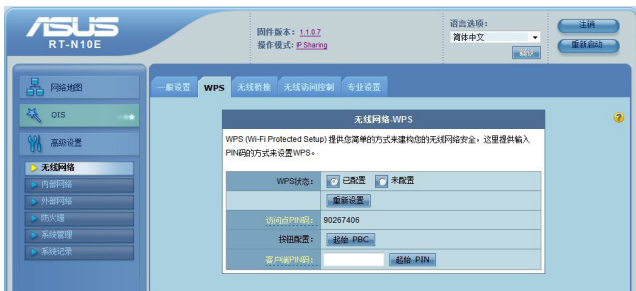 ASUS
RT-N10E
固件版本： 1.1.0.7
操作模式: IP Sharing
语言选项：
简体中文
确认
注销
重新启动
网络地图
QIS
高级设置
无线网络
内部网络
外部网络
防火墙
系统管理
系统记录
一般设置 WPS 无线桥接 无线访问控制 专业设置
无线网络-WPS
WPS (Wi-Fi Protected Setup) 提供您简单的方式来建构您的无线网络安全，这里提供输入
PIN码的方式来设置WPS。
WPS状态： 已配置 未配置
重新设置
访问点PIN码： 90267406
按钮配置： 起始 PBC
客户端PIN码： 起始 PIN